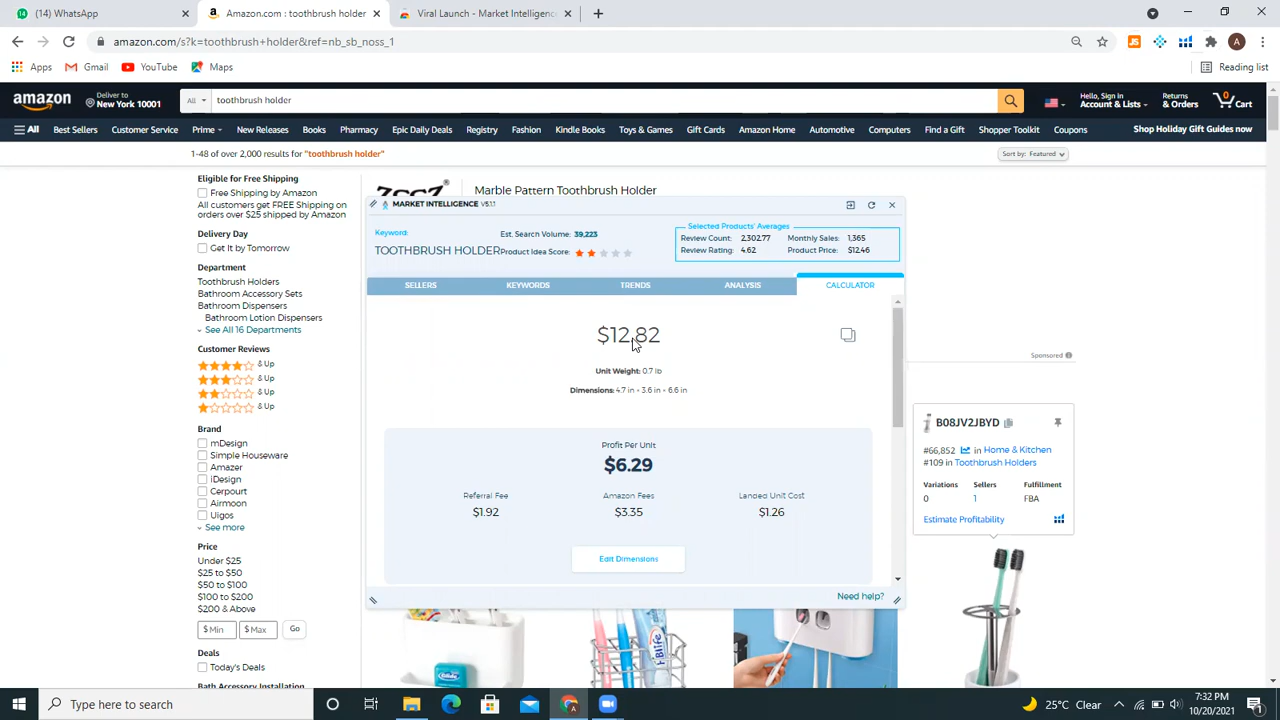 14 WhatsApp
Amazon.com : toothbrush holder
Viral Launch - Market Intelligenc
amazon.com/s?k=toothbrush+holder&ref=nb_sb_noss_1
JS
A
Apps Gmail YouTube Maps
Reading list
amazon
Deliver to
New York 10001
All
toothbrush holder
Hello, Sign in
Account & Lists
Returns
& Orders
0
Cart
All Best Sellers Customer Service Prime New Releases Books Pharmacy Epic Daily Deals Registry Fashion Kindle Books Toys & Games Gift Cards Amazon Home Automotive Computers Find a Gift Shopper Toolkit Coupons
Shop Holiday Gift Guides now
1-48 of over 2,000 results for "toothbrush holder"
Sort by: Featured
Eligible for Free Shipping
Free Shipping by Amazon
All customers get FREE Shipping on
orders over $25 shipped by Amazon
Delivery Day
Get It by Tomorrow
Department
Toothbrush Holders
Bathroom Accessory Sets
Bathroom Dispensers
Bathroom Lotion Dispensers
See All 16 Departments
Customer Reviews
& Up
& Up
& Up
& Up
Brand
mDesign
Simple Houseware
Amazer
iDesign
Cerpourt
Airmoon
Uigos
See more
Price
Under $25
$25 to $50
$50 to $100
$100 to $200
$200 & Above
$ Min
$ Max
Go
Deals
Today's Deals
Bath Accessory Installation
Marble Pattern Toothbrush Holder
MARKET INTELLIGENCE V5.1.1
Keyword:
TOOTHBRUSH HOLDER
Est. Search Volume: 39,223
Product Idea Score:
Selected Products' Averages
Review Count: 2,302.77 Monthly Sales: 1,365
Review Rating: 4.62 Product Price: $12.46
SELLERS KEYWORDS TRENDS ANALYSIS CALCULATOR
$12.82
Unit Weight: 0.7 lb
Dimensions: 4.7 in × 3.6 in × 6.6 in
Profit Per Unit
$6.29
Referral Fee Amazon Fees Landed Unit Cost
$1.92 $3.35 $1.26
Edit Dimensions
Need help?
Sponsored
B08JV2JBYD
#66,852 in Home & Kitchen
#109 in Toothbrush Holders
Variations Sellers Fulfillment
0 1 FBA
Estimate Profitability
Type here to search
25°C Clear
7:32 PM
10/20/2021